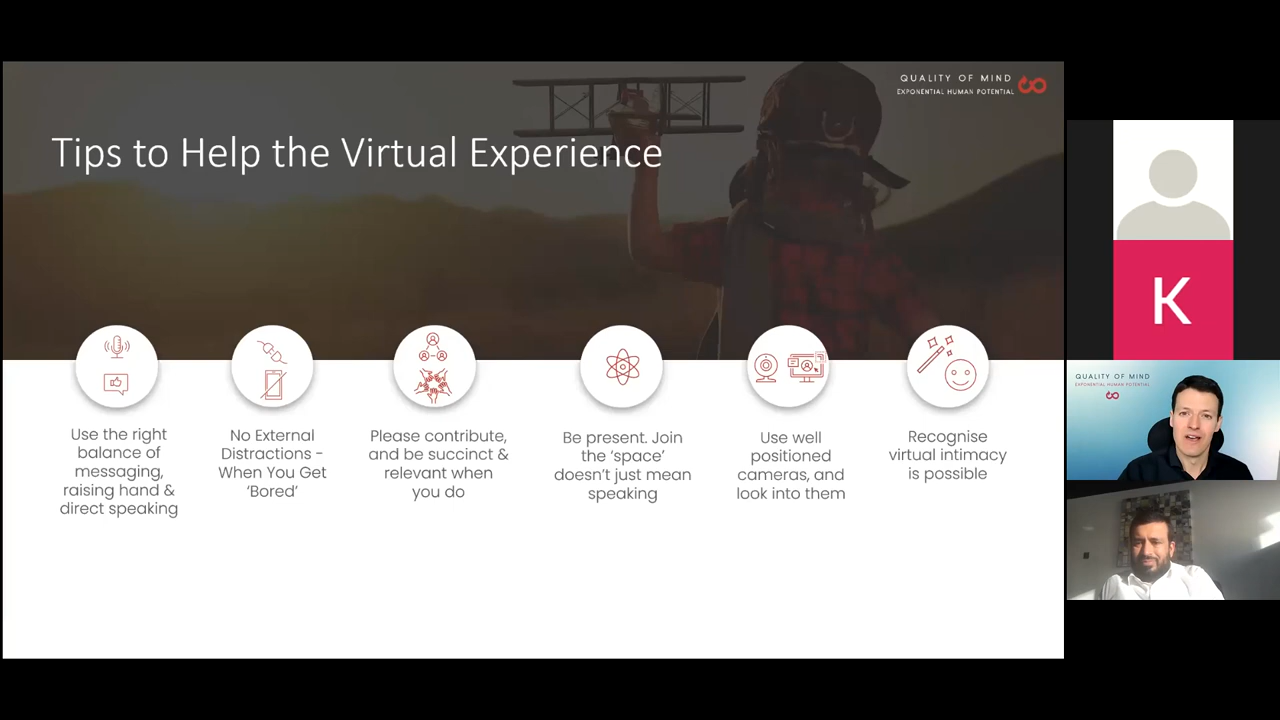 QUALITY OF MIND
EXPONENTIAL HUMAN POTENTIAL
Tips to Help the Virtual Experience
Use the right
balance of
messaging,
raising hand &
direct speaking
No External
Distractions -
When You Get
‘Bored’
Please contribute,
and be succinct &
relevant when
you do
Be present. Join
the ‘space’
doesn’t just mean
speaking
Use well
positioned
cameras, and
look into them
Recognise
virtual intimacy
is possible
K
QUALITY OF MIND
EXPONENTIAL HUMAN POTENTIAL